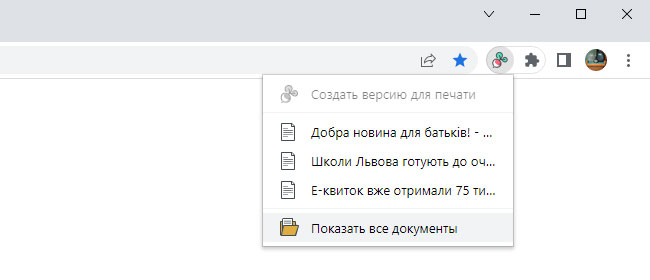 Создать версию для печати
Добра новина для батьків! - ...
Школи Львова готують до оч...
Е-квиток вже отримали 75 ти...
Показать все документы